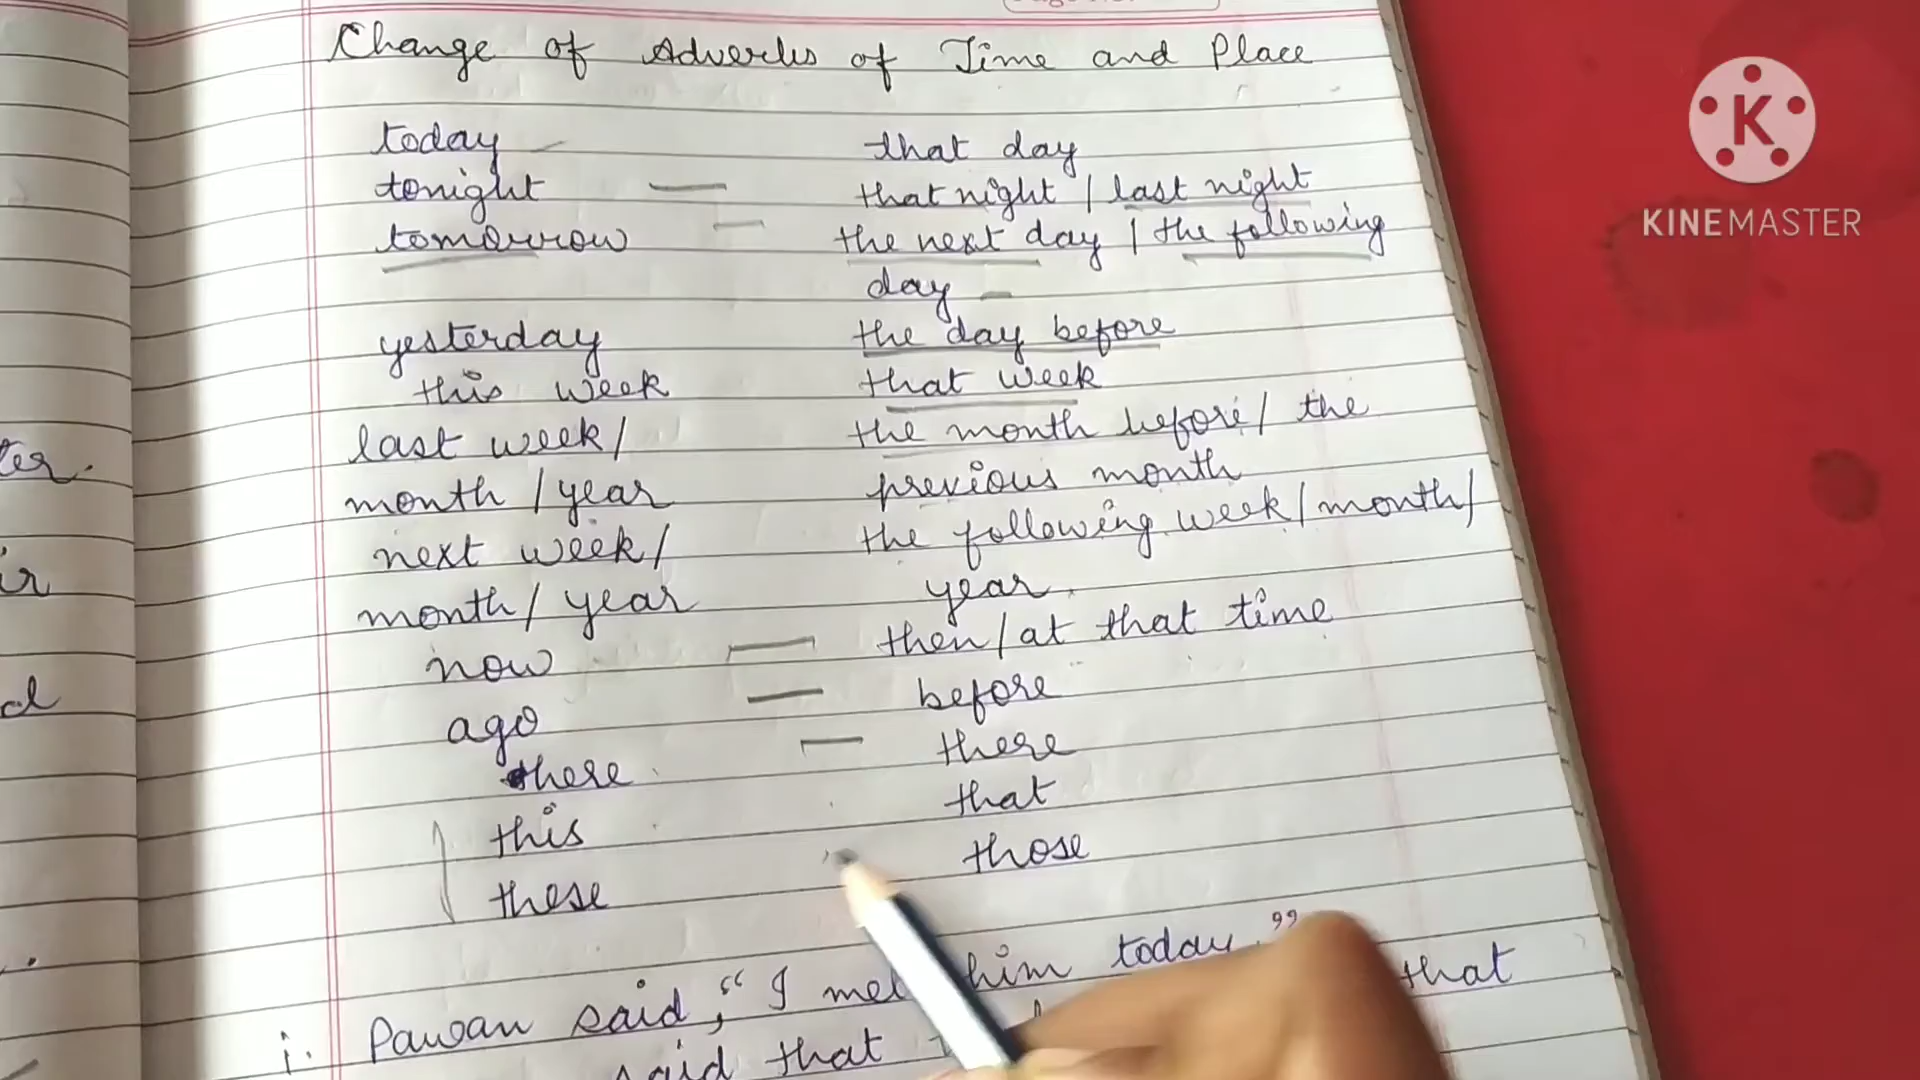 Change of Adverbs of Time and Place
today that day
tonight — that night / last night
tomorrow — the next day / the following
day
yesterday the day before
this week that week
last week/ the month before/ the
month / year previous month
next week/ the following week/month/
month/ year year.
now — then/at that time
ago — before
here — there
this that
these those
i. Pawan said, "I met him today."
that
said that
ter.
ir
d
K
KINEMASTER